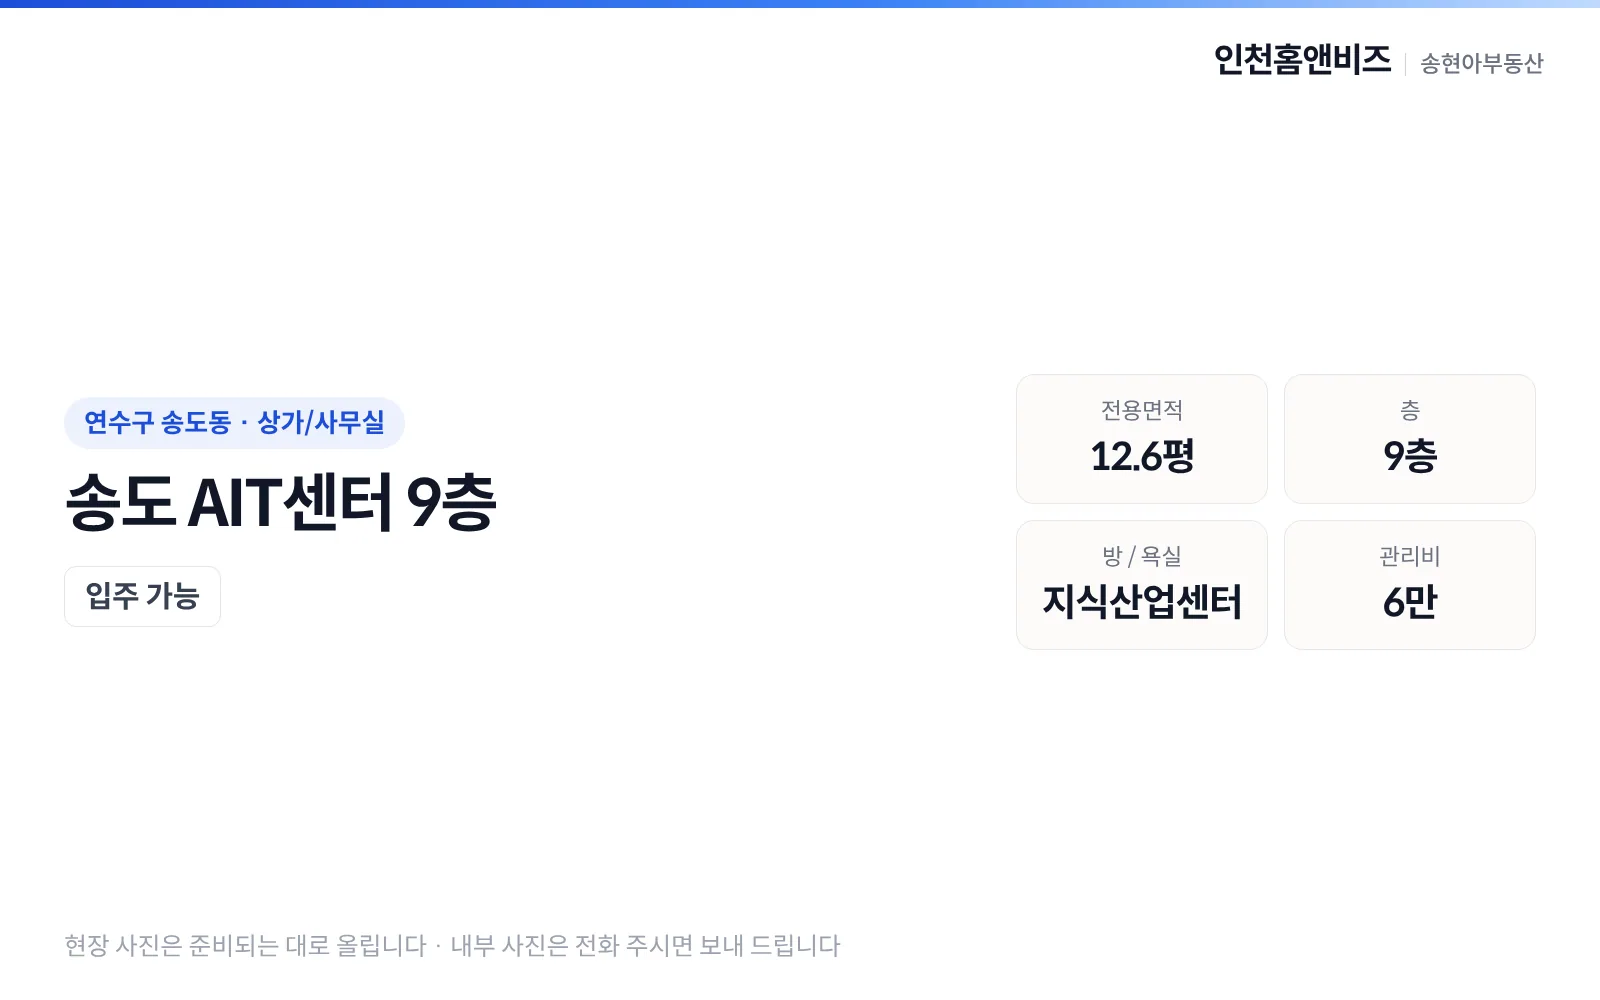 인천홈앤비즈 송현아부동산
연수구 송도동 · 상가/사무실
송도 AIT센터 9층
입주 가능
전용면적
12.6평
층
9층
방 / 욕실
지식산업센터
관리비
6만
현장 사진은 준비되는 대로 올립니다 · 내부 사진은 전화 주시면 보내 드립니다